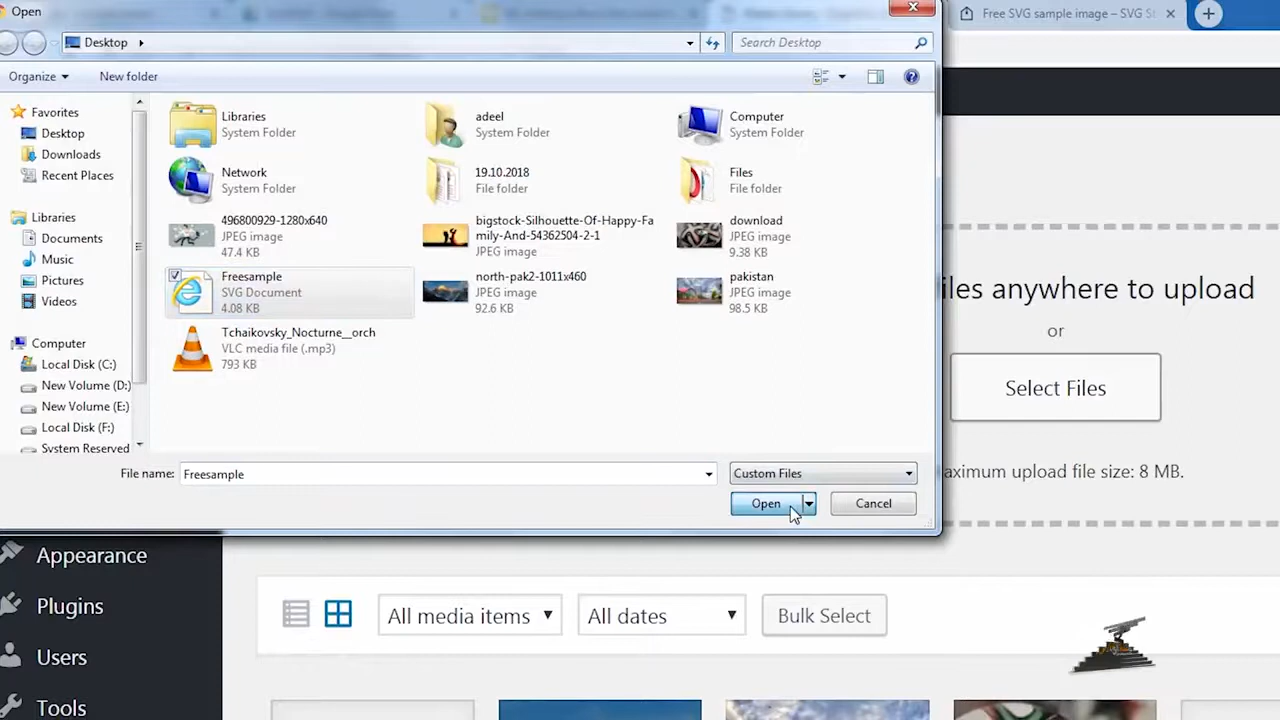 Open
Free SVG sample image – SVG S
Desktop
Search Desktop
Organize
New folder
Favorites
Desktop
Downloads
Recent Places
Libraries
Documents
Music
Pictures
Videos
Computer
Local Disk (C:)
New Volume (D:)
New Volume (E:)
Local Disk (F:)
System Reserved
Libraries
System Folder
adeel
System Folder
Computer
System Folder
Network
System Folder
19.10.2018
File folder
Files
File folder
496800929-1280x640
JPEG image
47.4 KB
bigstock-Silhouette-Of-Happy-Fa
mily-And-54362504-2-1
JPEG image
download
JPEG image
9.38 KB
Freesample
SVG Document
4.08 KB
north-pak2-1011x460
JPEG image
92.6 KB
pakistan
JPEG image
98.5 KB
Tchaikovsky_Nocturne__orch
VLC media file (.mp3)
793 KB
File name:
Freesample
Custom Files
Open
Cancel
iles anywhere to upload
or
Select Files
aximum upload file size: 8 MB.
Appearance
Plugins
Users
Tools
All media items
All dates
Bulk Select